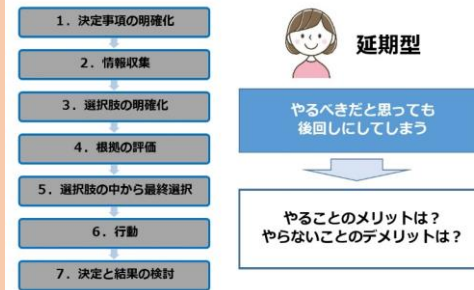 1. 決定事項の明確化
2. 情報収集
3. 選択肢の明確化
4. 根拠の評価
5. 選択肢の中から最終選択
6. 行動
7. 決定と結果の検討
延期型
やるべきだと思っても
後回しにしてしまう
やることのメリットは？
やらないことのデメリットは？